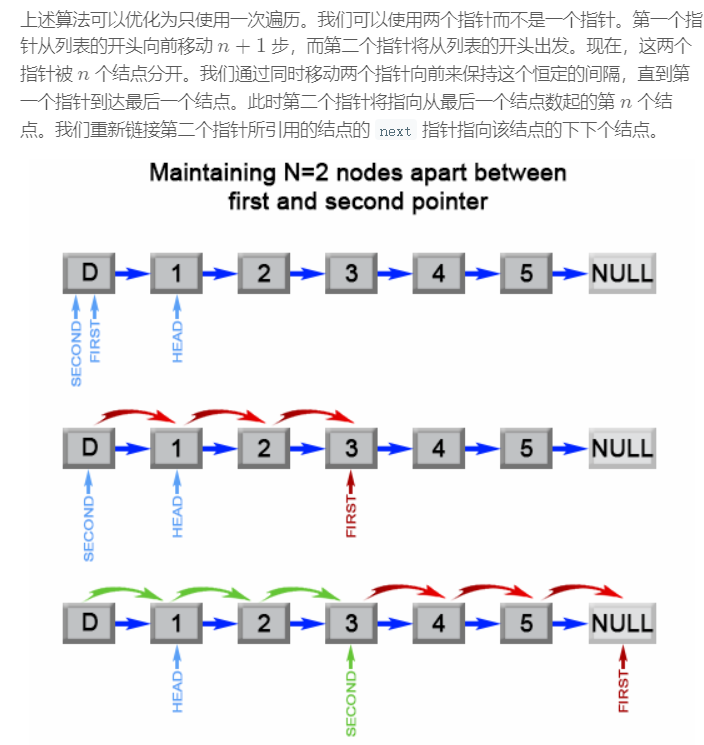 上述算法可以优化为只使用一次遍历。我们可以使用两个指针而不是一个指针。第一个指
针从列表的开头向前移动 n + 1 步，而第二个指针将从列表的开头出发。现在，这两个
指针被 n 个结点分开。我们通过同时移动两个指针向前来保持这个恒定的间隔，直到第
一个指针到达最后一个结点。此时第二个指针将指向从最后一个结点数起的第 n 个结
点。我们重新链接第二个指针所引用的结点的 next 指针指向该结点的下下个结点。
Maintaining N=2 nodes apart between
first and second pointer
D 1 2 3 4 5 NULL
SECOND FIRST HEAD
D 1 2 3 4 5 NULL
SECOND HEAD FIRST
D 1 2 3 4 5 NULL
HEAD SECOND FIRST